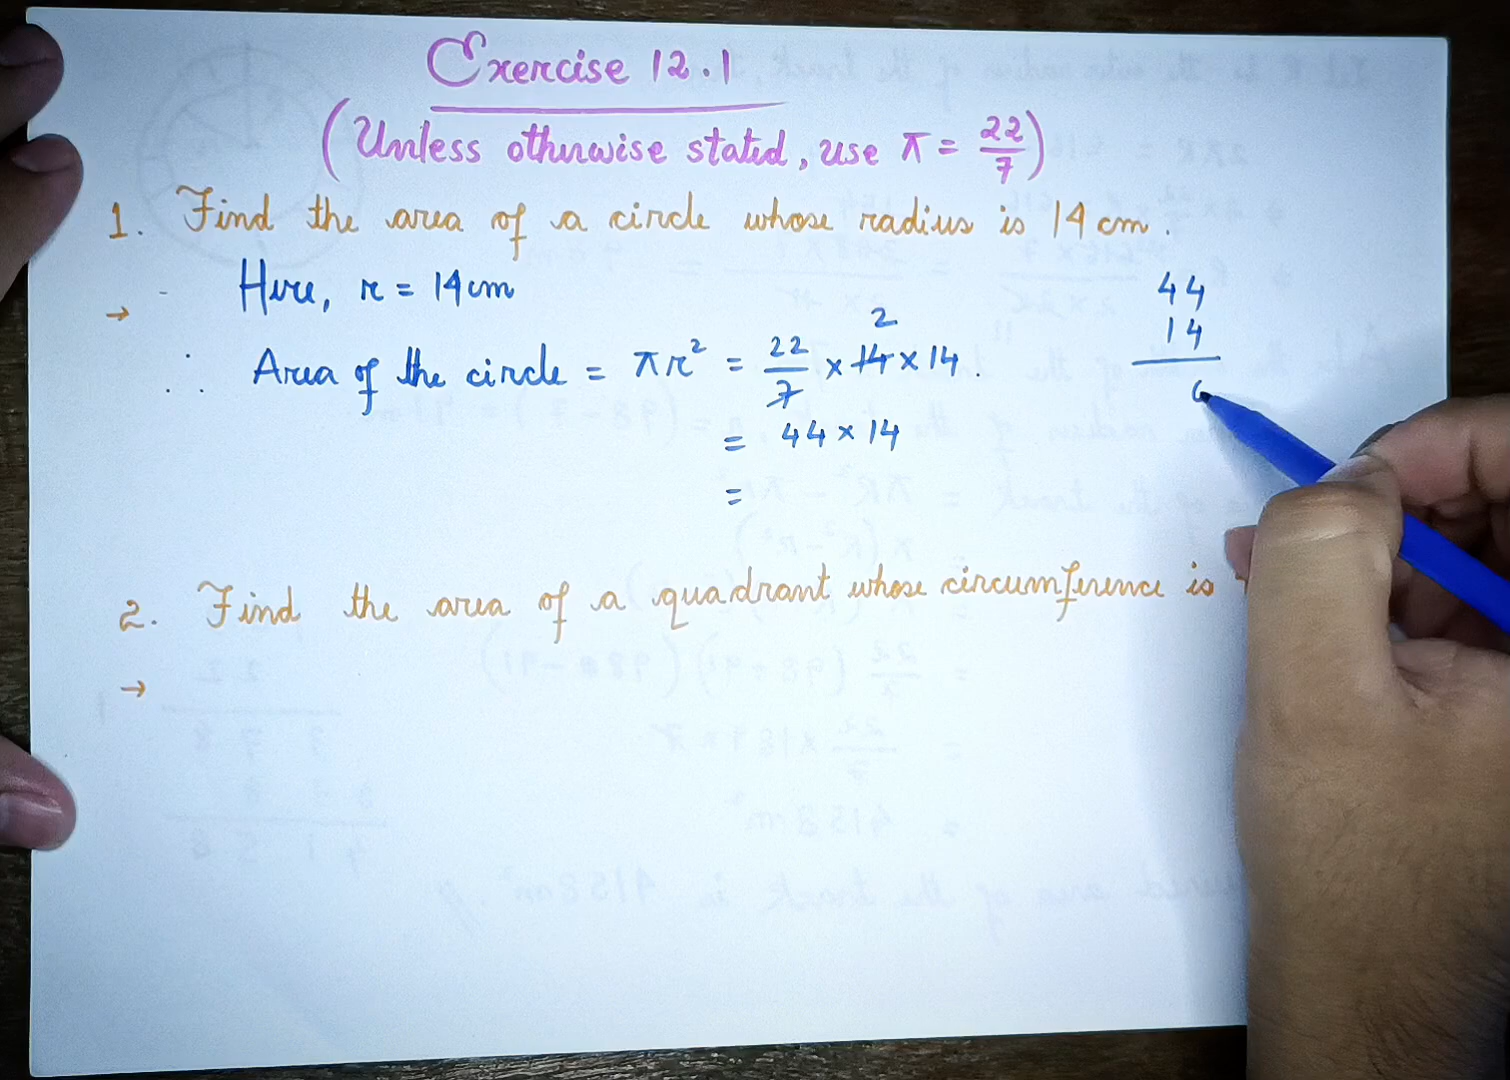 Exercise 12.1
(Unless otherwise stated, use π = 22/7)
1. Find the area of a circle whose radius is 14 cm.
→ Here, r = 14cm
∴ Area of the circle = πr² = 22/7 × 14 × 14.
2
= 44 × 14
=
44
14
6
2. Find the area of a quadrant whose circumference is
→